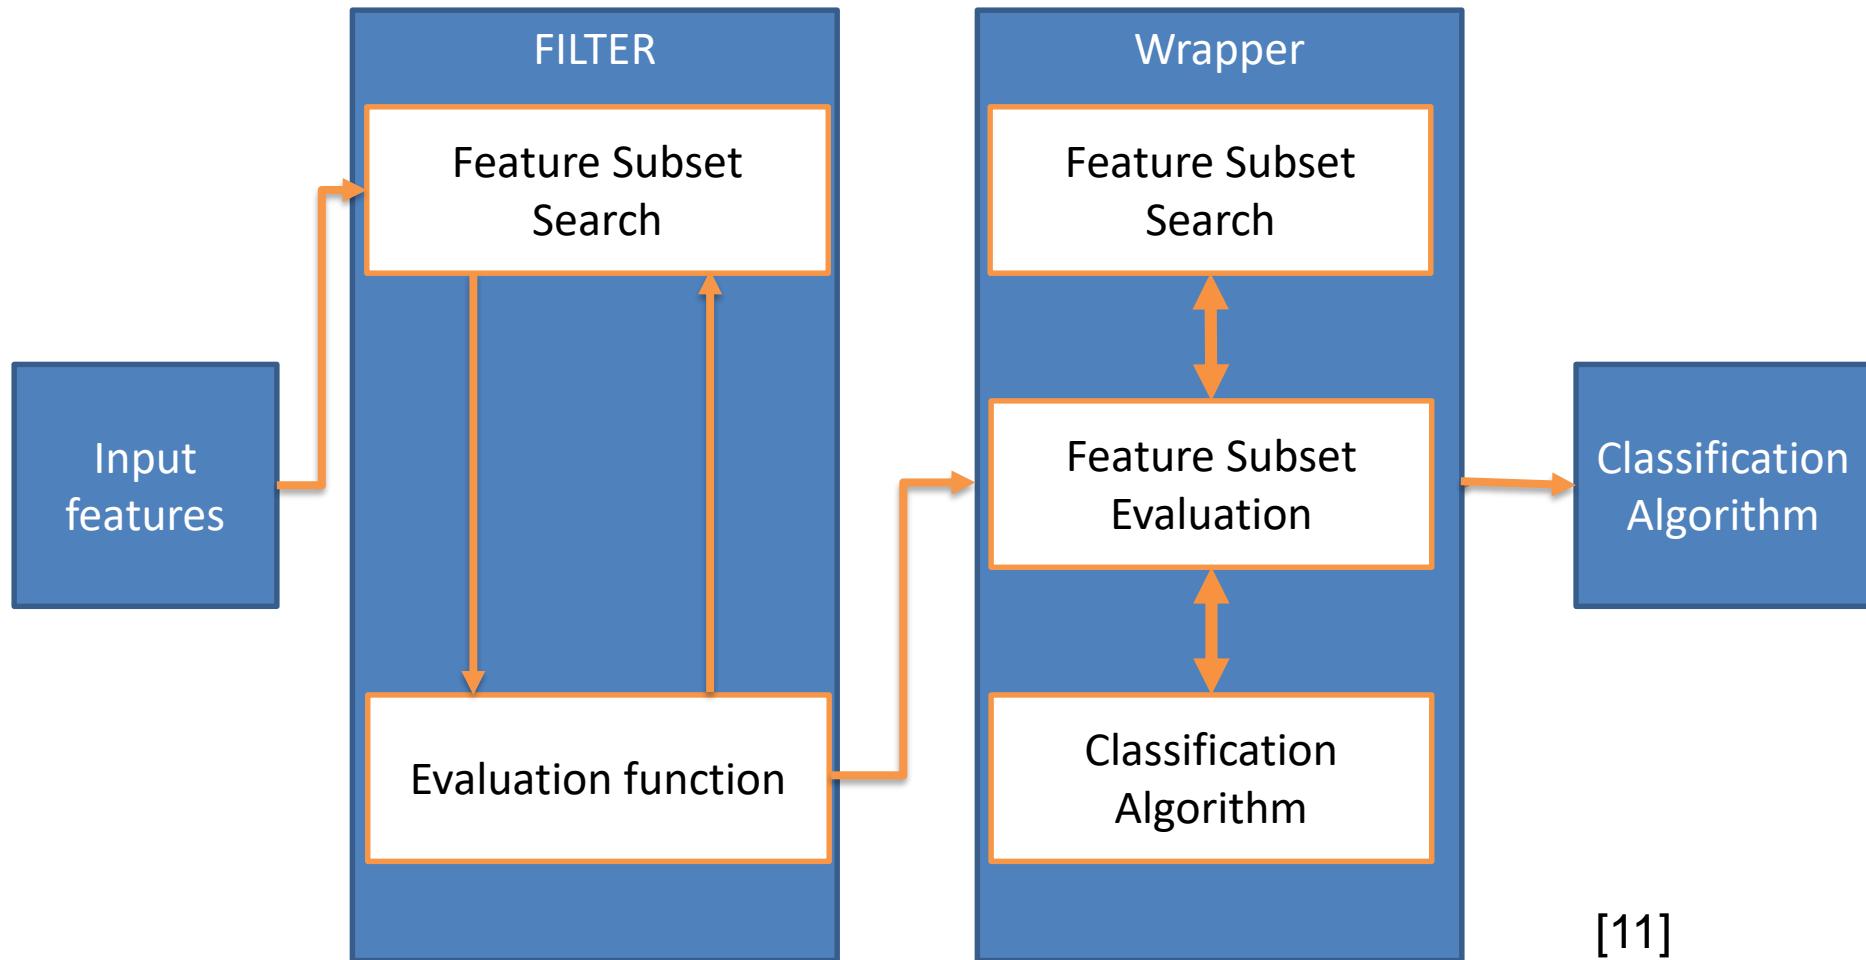 FILTER
Feature Subset
Search
Evaluation function
Input
features
Wrapper
Feature Subset
Search
Feature Subset
Evaluation
Classification
Algorithm
Classification
Algorithm
[11]